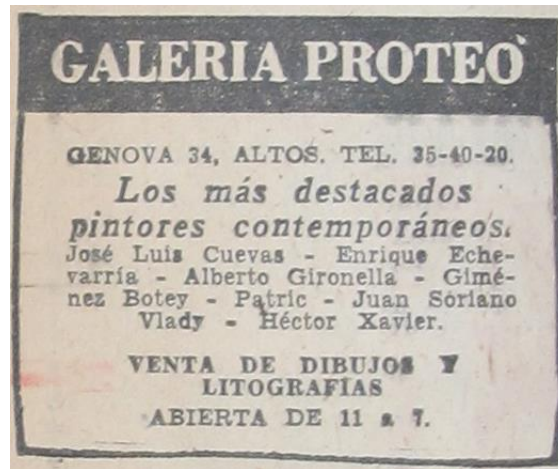 GALERIA PROTEO
GENOVA 34, ALTOS. TEL. 35-40-20.
Los más destacados
pintores contemporáneos.
José Luis Cuevas - Enrique Eche-
varría - Alberto Gironella - Gimé-
nez Botey - Patric - Juan Soriano
Vlady - Héctor Xavier.
VENTA DE DIBUJOS Y
LITOGRAFIAS
ABIERTA DE 11 a 7.